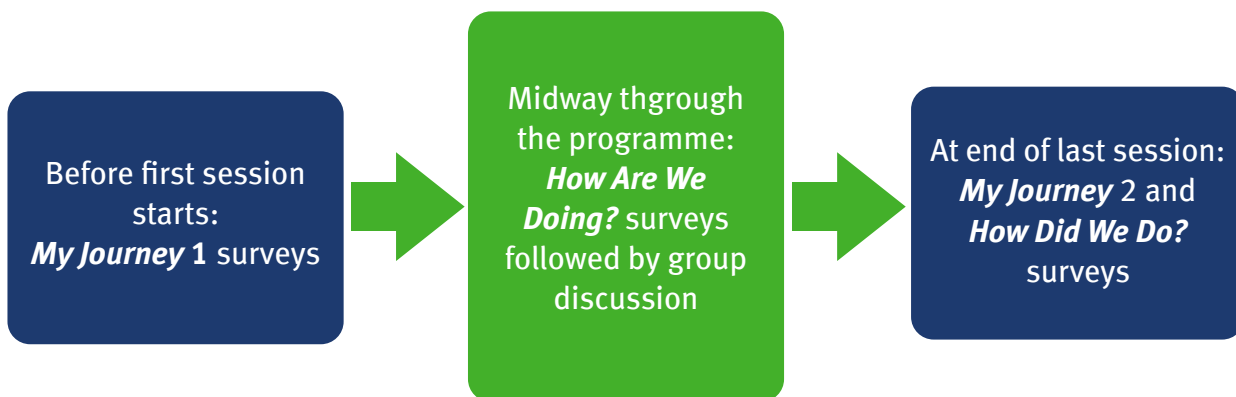 Before first session
starts:
My Journey 1 surveys
Midway thgrough
the programme:
How Are We
Doing? surveys
followed by group
discussion
At end of last session:
My Journey 2 and
How Did We Do?
surveys